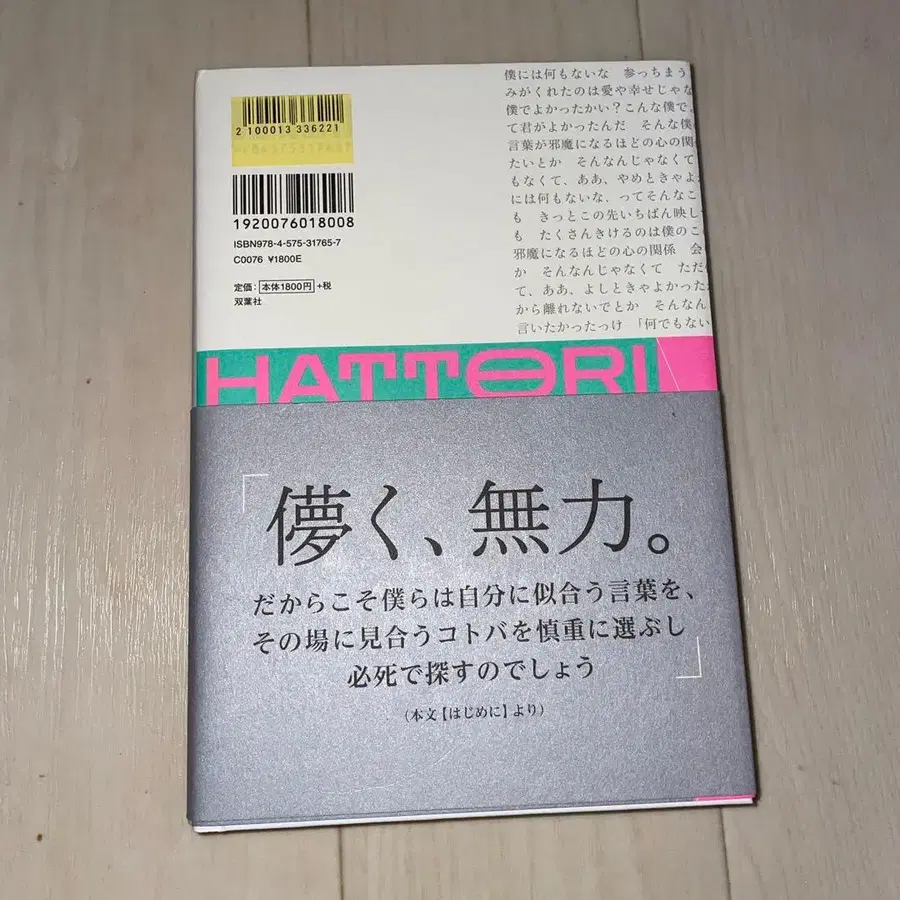 2 100013 336221
1920076018008
ISBN978-4-575-31765-7
C0076 ¥1800E
定価:本体1800円+税
双葉社
僕には何もないな 参っちまう
みがくれたのは愛や幸せじゃな
僕でよかったかい?こんな僕で
て君がよかったんだ そんな僕
言葉が邪魔になるほどの心の関
たいとか そんなんじゃなくて
もなくて、ああ、やめときゃよ
には何もないな、ってそんなこ
も きっとこの先いちばん映し
も たくさんきけるのは僕のこ
邪魔になるほどの心の関係 会
か そんなんじゃなくて ただ
て、ああ、よしときゃよかった
から離れないでとか そんなん
言いたかったっけ 「何でもない
HATTORI
「儚く、無力。
だからこそ僕らは自分に似合う言葉を、
その場に見合うコトバを慎重に選ぶし
必死で探すのでしょう」
(本文【はじめに】より)